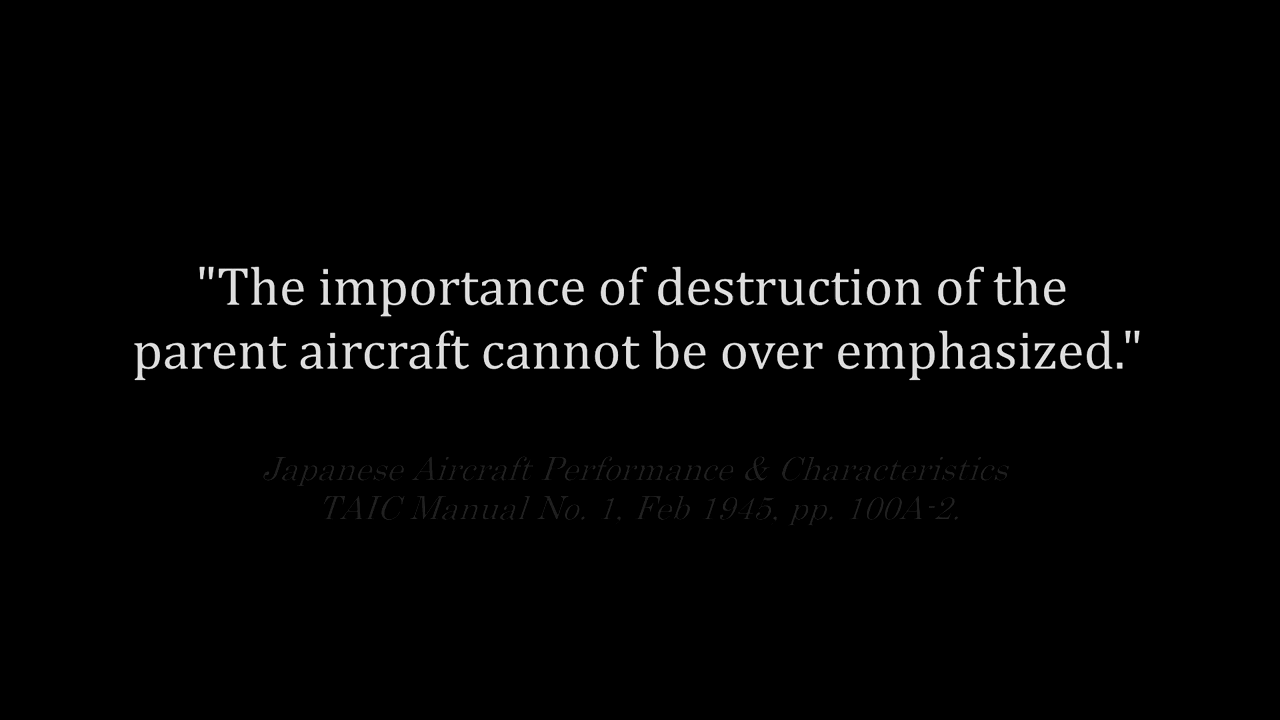 "The importance of destruction of the
parent aircraft cannot be over emphasized."
Japanese Aircraft Performance & Characteristics
TAIC Manual No. 1, Feb 1945, pp. 100A-2.